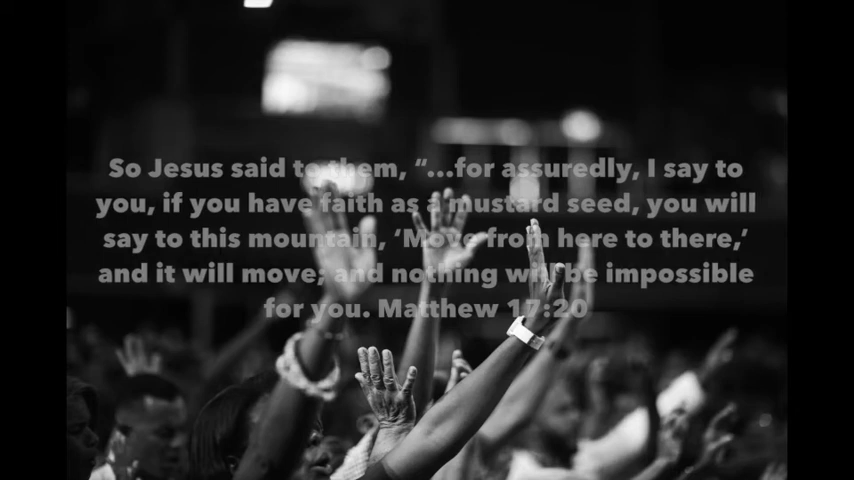 So Jesus said to them, “...for assuredly, I say to
you, if you have faith as a mustard seed, you will
say to this mountain, ’Move from here to there,’
and it will move; and nothing will be impossible
for you. Matthew 17:20